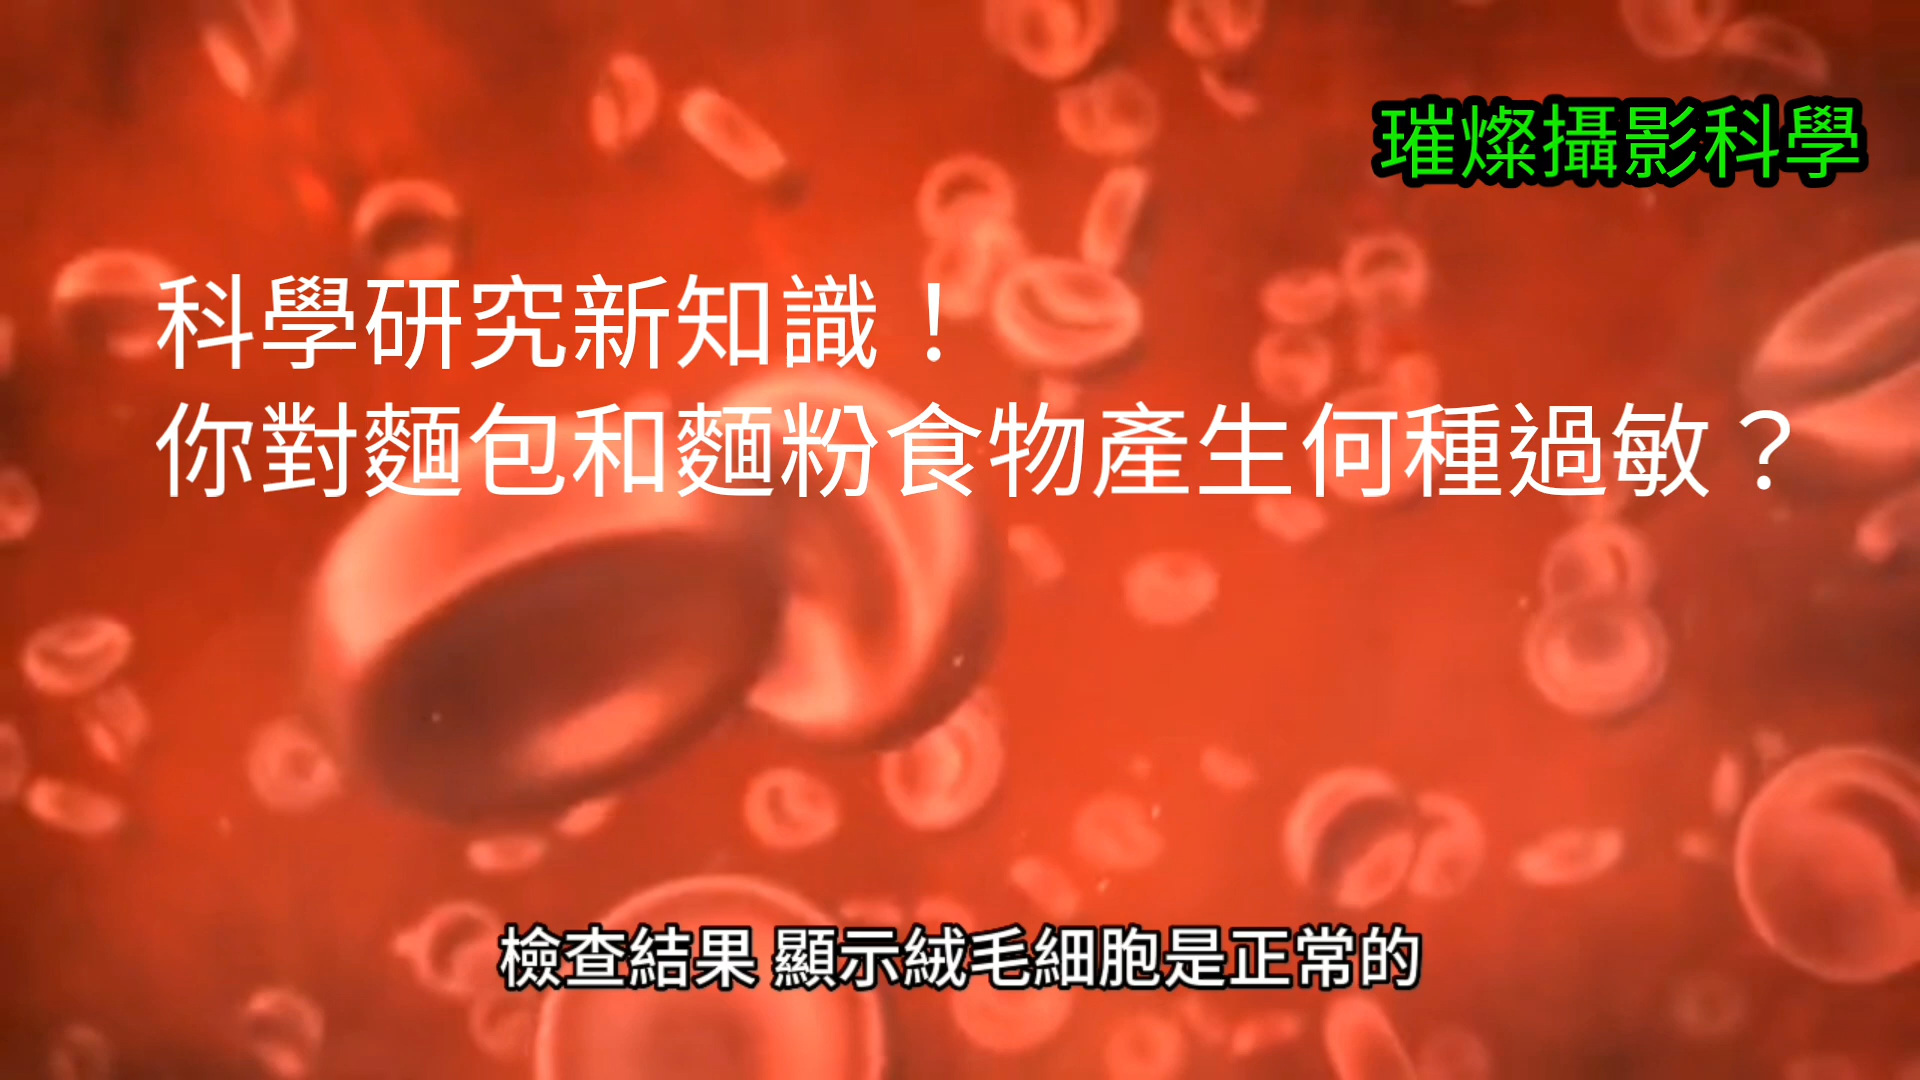 璀燦攝影科學
科學研究新知識！
你對麵包和麵粉食物產生何種過敏？
檢查結果 顯示絨毛細胞是正常的